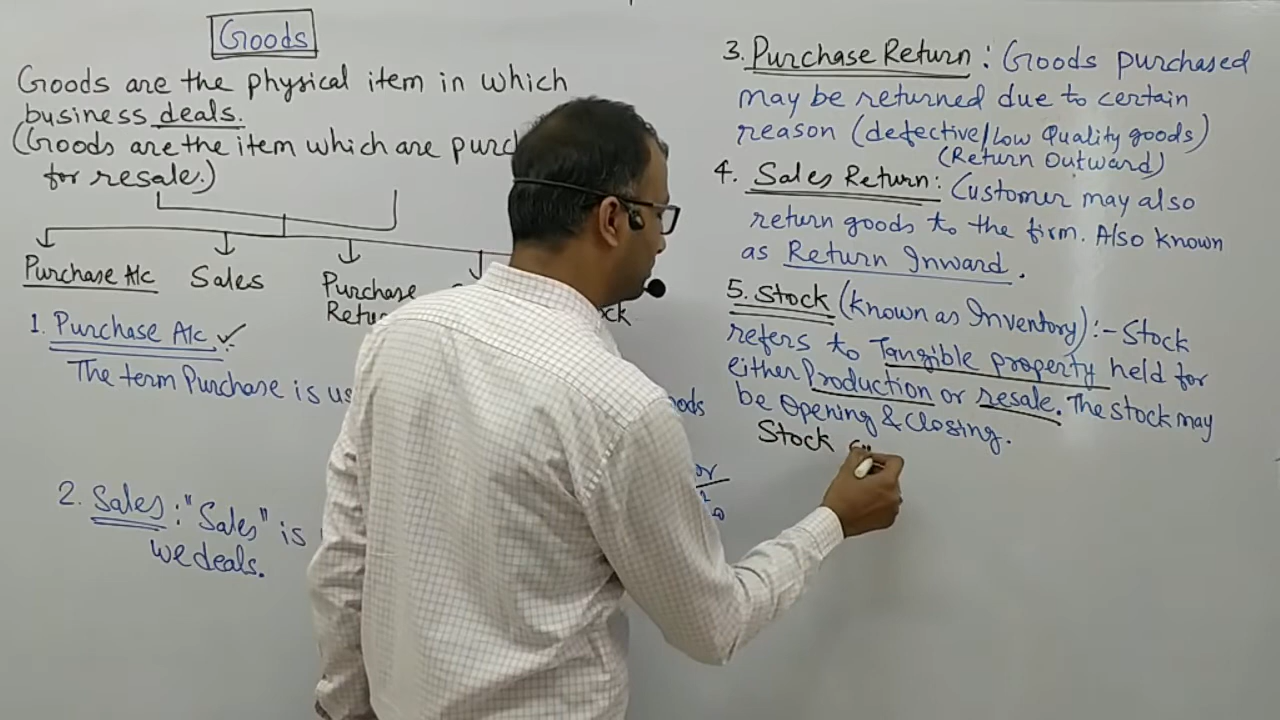 Goods
Goods are the physical item in which
business deals.
(Goods are the item which are purc
for resale.)
Purchase A/c Sales Purchase
Retu
ck
1. Purchase A/c ✓
The term Purchase is us
ods
or
2. Sales : "Sales" is
we deals.
3. Purchase Return : Goods purchased
may be returned due to certain
reason (defective/Low Quality goods)
(Return Outward)
4. Sales Return : Customer may also
return goods to the firm. Also known
as Return Inward.
5. Stock (known as Inventory) :- Stock
refers to Tangible property held for
either Production or resale. The stock may
be Opening & Closing.
Stock